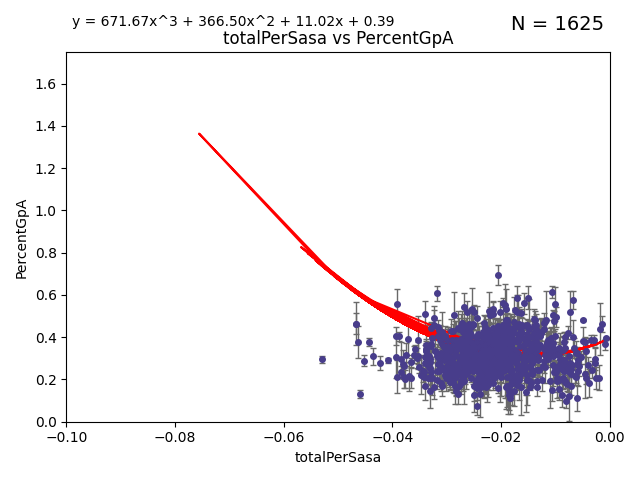 y = 671.67x^3 + 366.50x^2 + 11.02x + 0.39
N = 1625
totalPerSasa vs PercentGpA
PercentGpA
1.6
1.4
1.2
1.0
0.8
0.6
0.4
0.2
0.0
−0.10 −0.08 −0.06 −0.04 −0.02 0.00
totalPerSasa